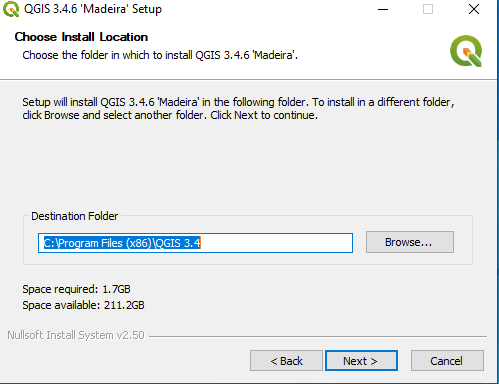 QGIS 3.4.6 'Madeira' Setup
Choose Install Location
Choose the folder in which to install QGIS 3.4.6 'Madeira'.
Setup will install QGIS 3.4.6 'Madeira' in the following folder. To install in a different folder,
click Browse and select another folder. Click Next to continue.
Destination Folder
C:\Program Files (x86)\QGIS 3.4
Browse...
Space required: 1.7GB
Space available: 211.2GB
Nullsoft Install System v2.50
< Back
Next >
Cancel